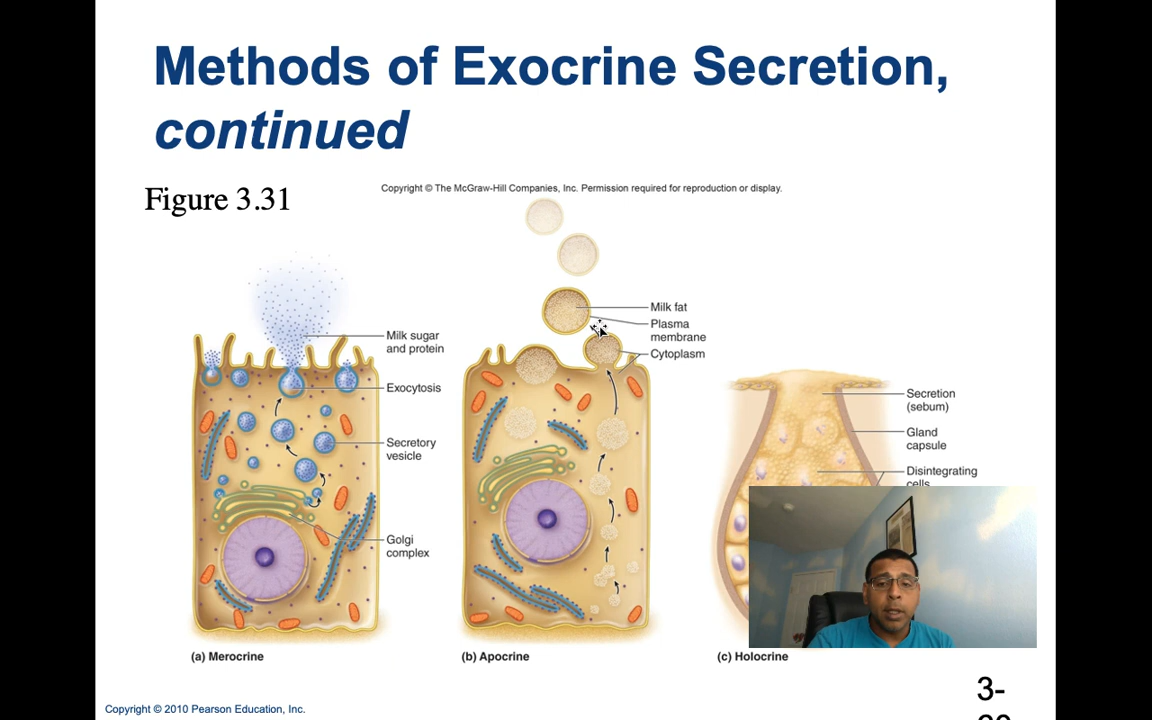 Methods of Exocrine Secretion,
continued
Figure 3.31
Copyright © The McGraw-Hill Companies, Inc. Permission required for reproduction or display.
Milk sugar
and protein
Exocytosis
Secretory
vesicle
Golgi
complex
(a) Merocrine
Milk fat
Plasma
membrane
Cytoplasm
(b) Apocrine
Secretion
(sebum)
Gland
capsule
Disintegrating
cells
(c) Holocrine
3-
Copyright © 2010 Pearson Education, Inc.